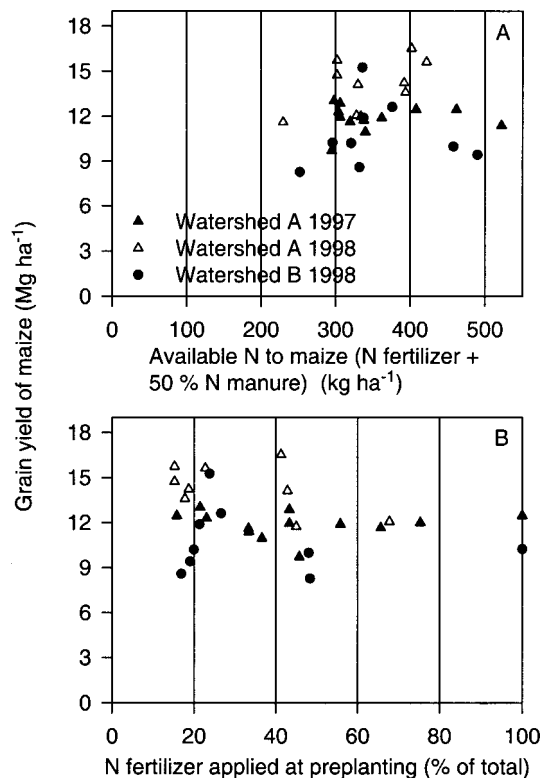 Grain yield of maize (Mg ha⁻¹)
18
15
12
9
6
3
0
A
Watershed A 1997
Watershed A 1998
Watershed B 1998
0 100 200 300 400 500
Available N to maize (N fertilizer +
50 % N manure) (kg ha⁻¹)
18
15
12
9
6
3
0
B
0 20 40 60 80 100
N fertilizer applied at preplanting (% of total)